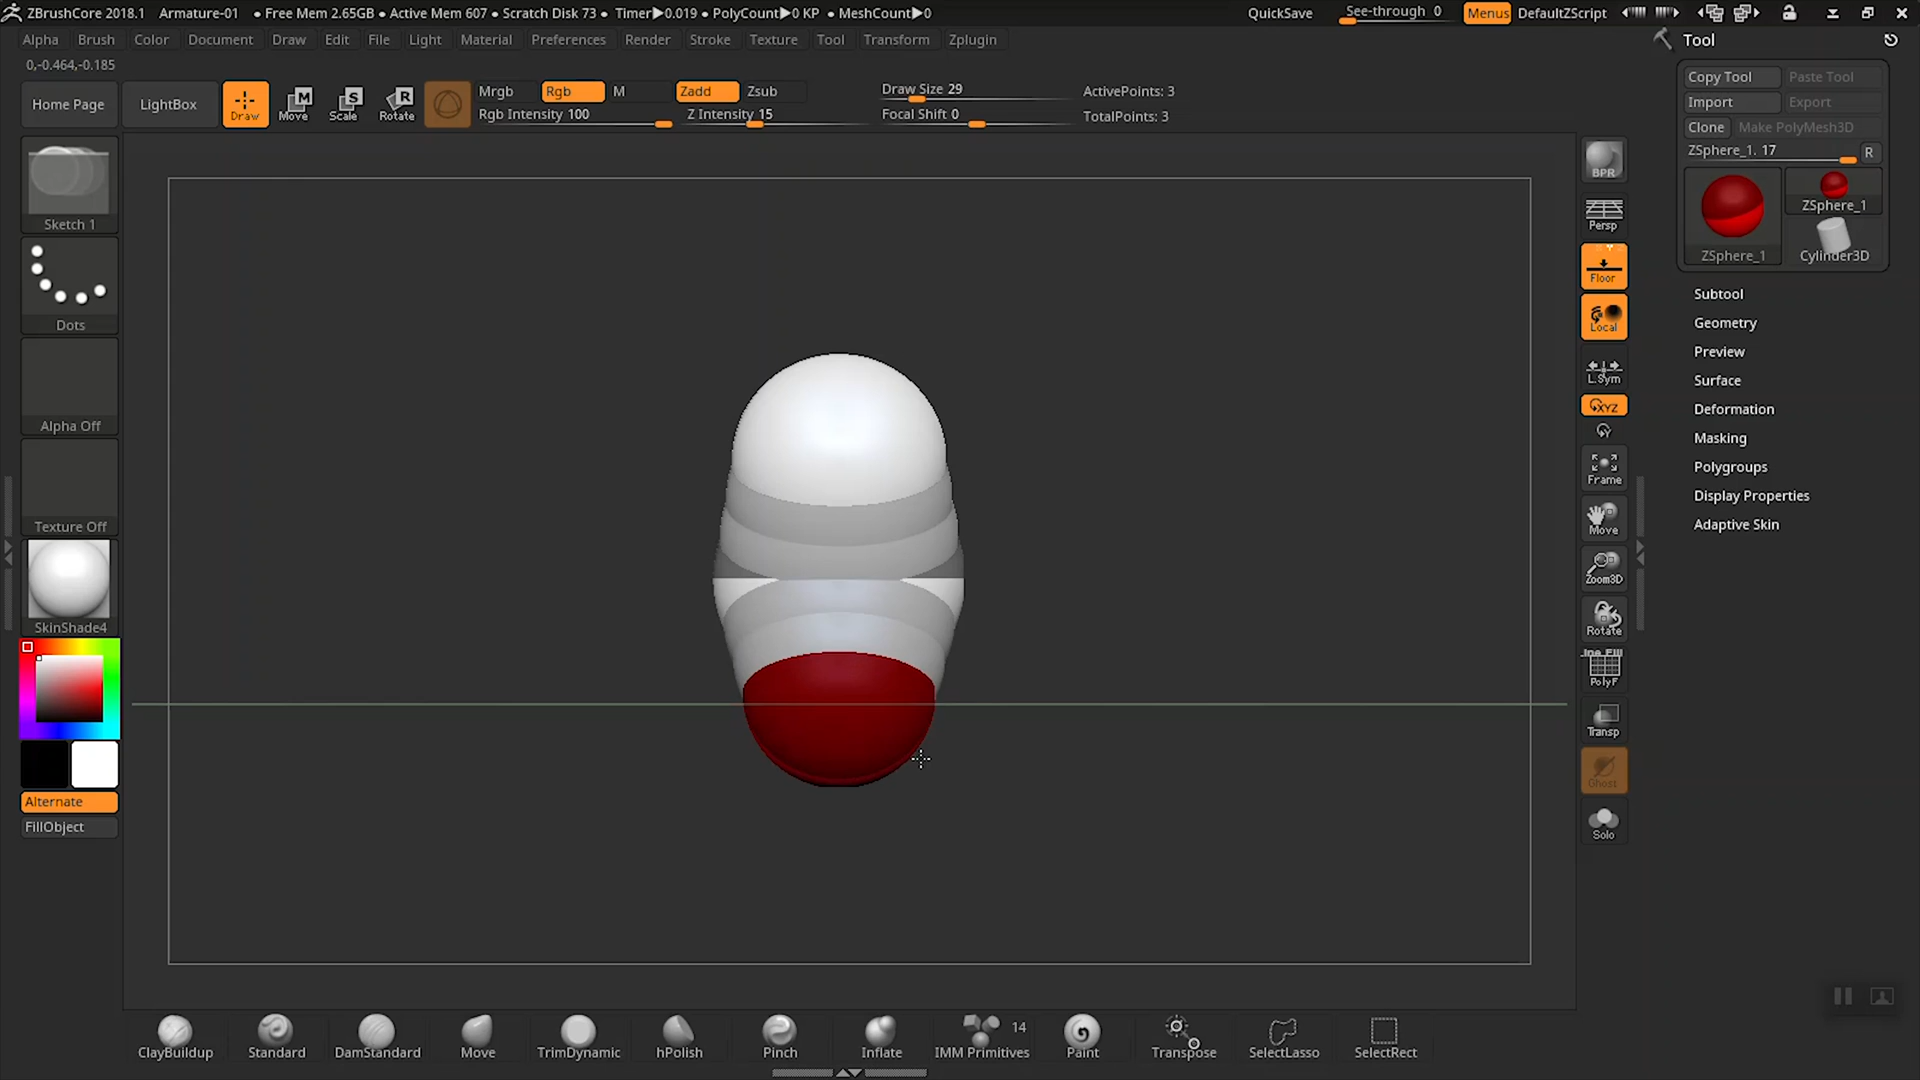 ZBrushCore 2018.1 Armature-01 • Free Mem 2.65GB • Active Mem 607 • Scratch Disk 73 • Timer▶0.019 • PolyCount▶0 KP • MeshCount▶0 QuickSave See-through 0 Menus DefaultZScript
Alpha Brush Color Document Draw Edit File Light Material Preferences Render Stroke Texture Tool Transform Zplugin Tool
0,-0.464,-0.185
Home Page LightBox Draw Move Scale Rotate
M S R
Mrgb Rgb M Zadd Zsub Draw Size 29 ActivePoints: 3
Rgb Intensity 100 Z Intensity 15 Focal Shift 0 TotalPoints: 3
Copy Tool Paste Tool
Import Export
Clone Make PolyMesh3D
ZSphere_1. 17 R
ZSphere_1
ZSphere_1 Cylinder3D
Subtool
Geometry
Preview
Surface
Deformation
Masking
Polygroups
Display Properties
Adaptive Skin
Sketch 1
Dots
Alpha Off
Texture Off
SkinShade4
Alternate
FillObject
BPR
Persp
Floor
Local
L.Sym
XYZ
Y
Frame
Move
Zoom3D
Rotate
Line Fill
PolyF
Transp
Ghost
Solo
14
ClayBuildup Standard DamStandard Move TrimDynamic hPolish Pinch Inflate IMM Primitives Paint Transpose SelectLasso SelectRect